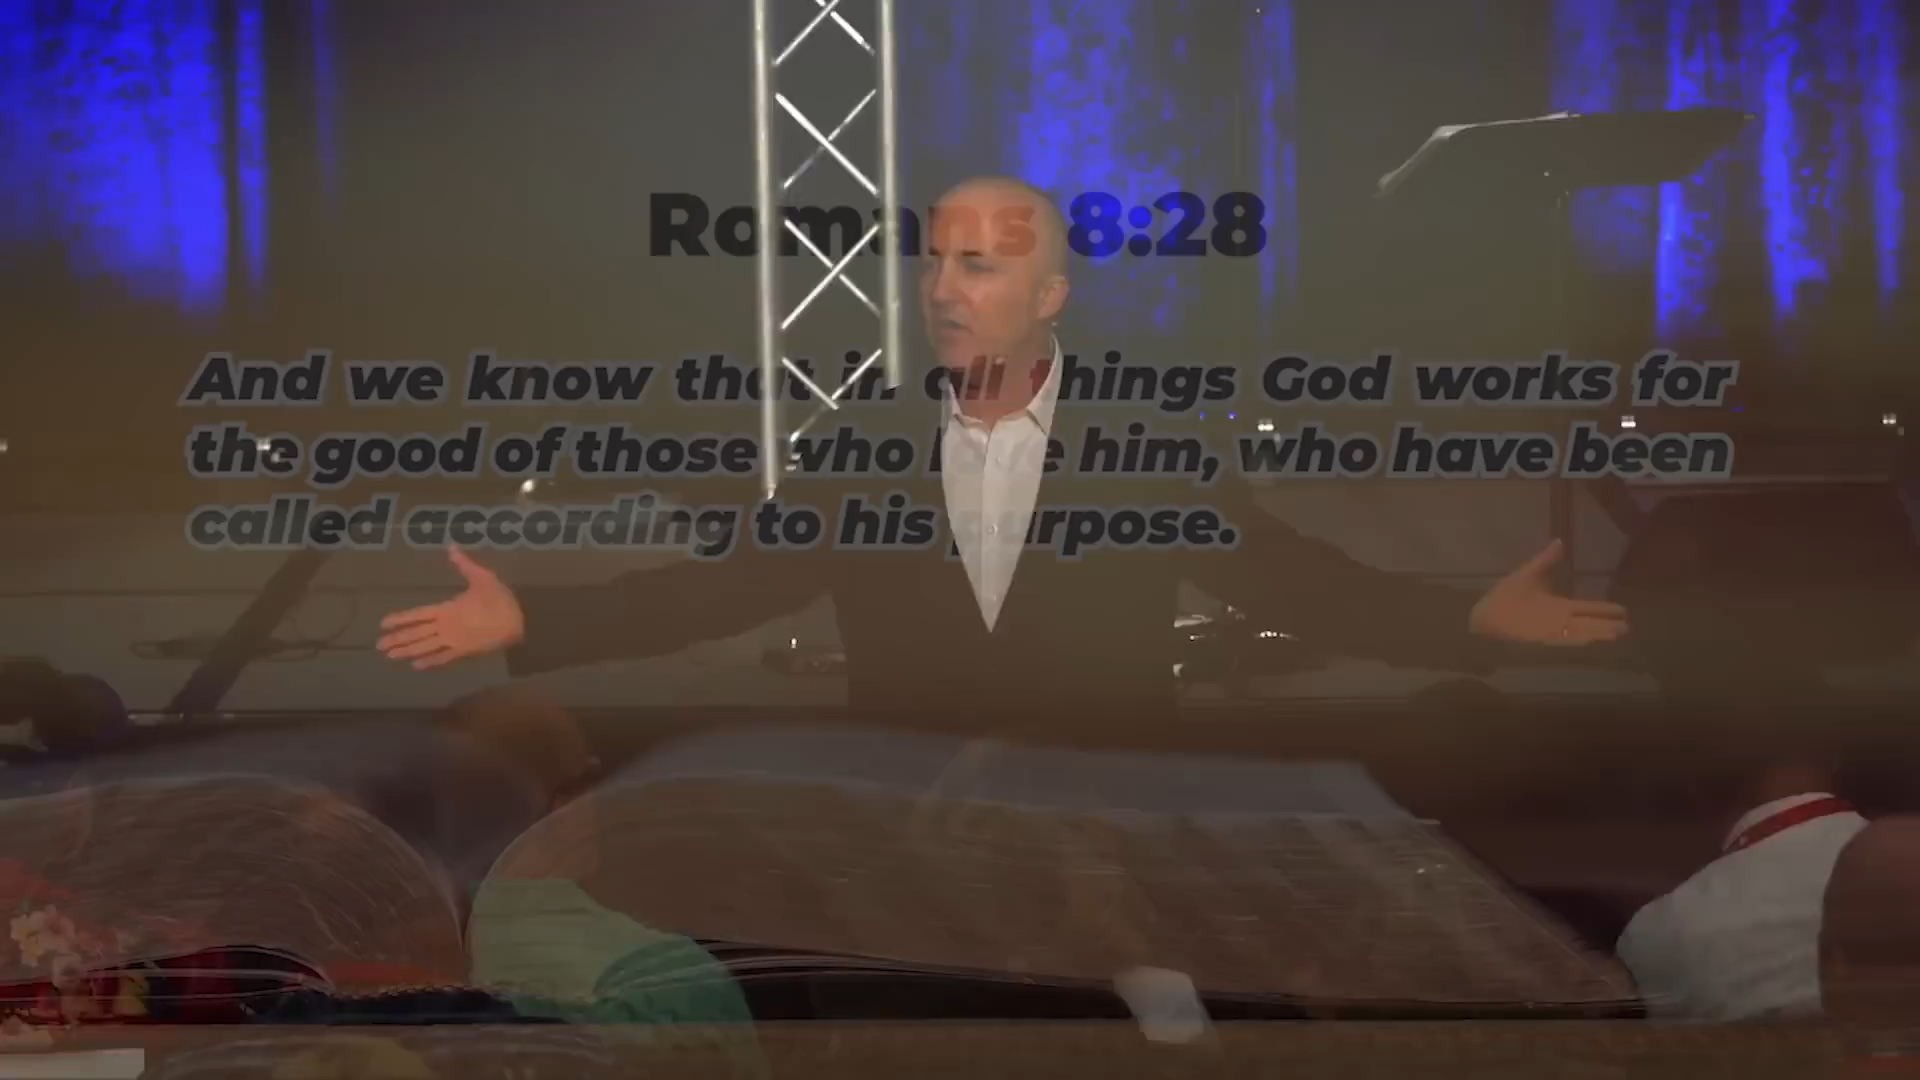 Romans 8:28
And we know that in all things God works for
the good of those who love him, who have been
called according to his purpose.